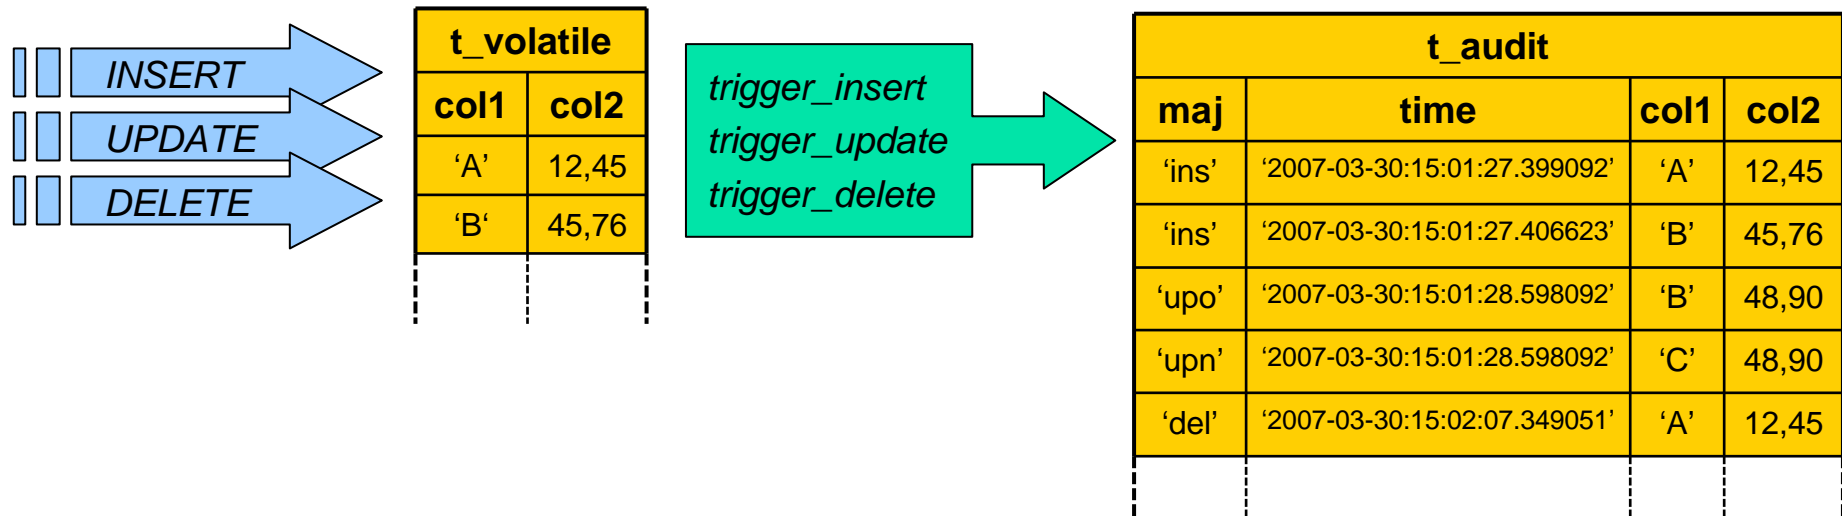 INSERT
UPDATE
DELETE
t_volatile
col1 col2
‘A’ 12,45
‘B‘ 45,76
trigger_insert
trigger_update
trigger_delete
t_audit
maj time col1 col2
‘ins’ ‘2007-03-30:15:01:27.399092’ ‘A’ 12,45
‘ins’ ‘2007-03-30:15:01:27.406623’ ‘B’ 45,76
‘upo’ ‘2007-03-30:15:01:28.598092’ ‘B’ 48,90
‘upn’ ‘2007-03-30:15:01:28.598092’ ‘C’ 48,90
‘del’ ‘2007-03-30:15:02:07.349051’ ‘A’ 12,45